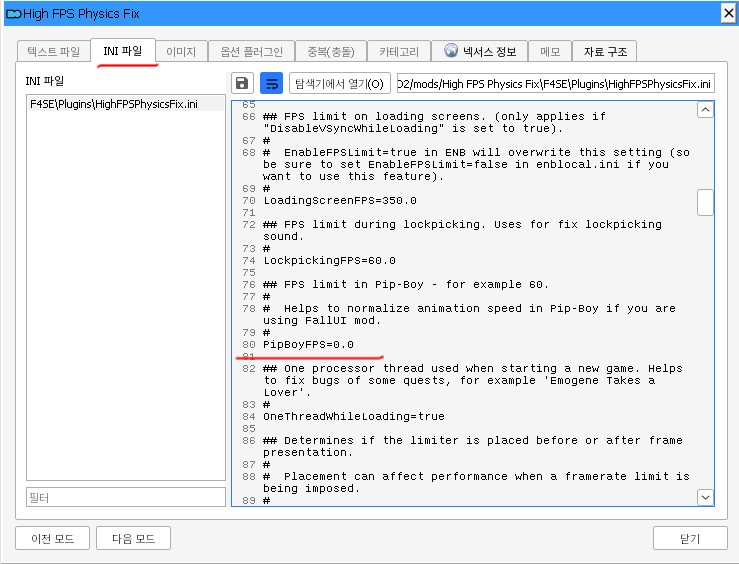 High FPS Physics Fix
텍스트 파일 INI 파일 이미지 옵션 플러그인 중복(충돌) 카테고리 넥서스 정보 메모 자료 구조
INI 파일
탐색기에서 열기(O) O2/mods/High FPS Physics Fix\F4SE\Plugins\HighFPSPhysicsFix.ini
F4SE\Plugins\HighFPSPhysicsFix.ini
65
66 ## FPS limit on loading screens. (only applies if
"DisableVSyncWhileLoading" is set to true).
67 #
68 #  EnableFPSLimit=true in ENB will overwrite this setting (so
be sure to set EnableFPSLimit=false in enblocal.ini if you
want to use this feature).
69 #
70 LoadingScreenFPS=350.0
71
72 ## FPS limit during lockpicking. Uses for fix lockpicking
sound.
73 #
74 LockpickingFPS=60.0
75
76 ## FPS limit in Pip-Boy - for example 60.
77 #
78 #  Helps to normalize animation speed in Pip-Boy if you are
using FallUI mod.
79 #
80 PipBoyFPS=0.0
81
82 ## One processor thread used when starting a new game. Helps
to fix bugs of some quests, for example 'Emogene Takes a
Lover'.
83 #
84 OneThreadWhileLoading=true
85
86 ## Determines if the limiter is placed before or after frame
presentation.
87 #
88 #  Placement can affect performance when a framerate limit is
being imposed.
89 #
필터
이전 모드 다음 모드 닫기